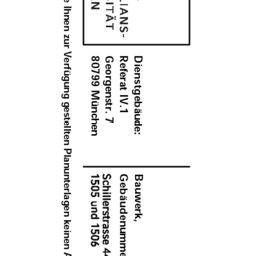 LIANS-
ITÄT
N
Dienstgebäude:
Referat IV.1
Georgenstr. 7
80799 München
Bauwerk,
Gebäudenumme
Schillerstrasse 4
1505 und 1506
e Ihnen zur Verfügung gestellten Planunterlagen keinen A